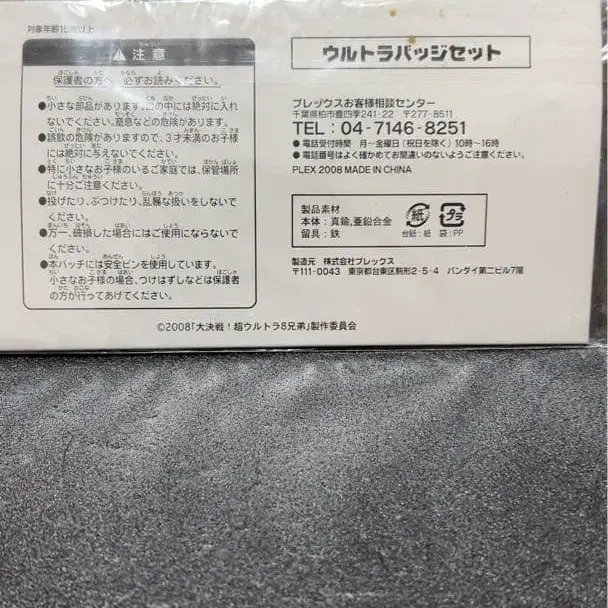 対象年齢15歳以上
注意
保護者の方へ 必ずお読みください。
●小さな部品があります。口の中には絶対に入れ
ないでください。窒息などの危険があります。
●誤飲の危険がありますので、3才未満のお子様
には絶対に与えないでください。
●特に小さなお子様のいるご家庭では、保管場所
に十分ご注意ください。
●投げたり、ぶつけたり、乱暴な扱いをしないで
ください。
●万一、破損した場合にはご使用にならないで
ください。
●本バッチには安全ピンを使用しています。
小さなお子様の場合、つけはずしなどは保護者
の方が行ってあげてください。
ウルトラバッジセット
プレックスお客様相談センター
千葉県柏市豊四季241-22 〒277-8511
TEL：04-7146-8251
●電話受付時間 月～金曜日(祝日を除く)10時～16時
●電話番号はよく確かめてお間違いのないようご注意ください。
PLEX 2008 MADE IN CHINA
製品素材
本体：真鍮,亜鉛合金
留具：鉄
紙
台紙：紙
プラ
袋：PP
製造元 株式会社プレックス
〒111-0043 東京都台東区駒形2-5-4 バンダイ第二ビル7階
©2008「大決戦！超ウルトラ8兄弟」製作委員会